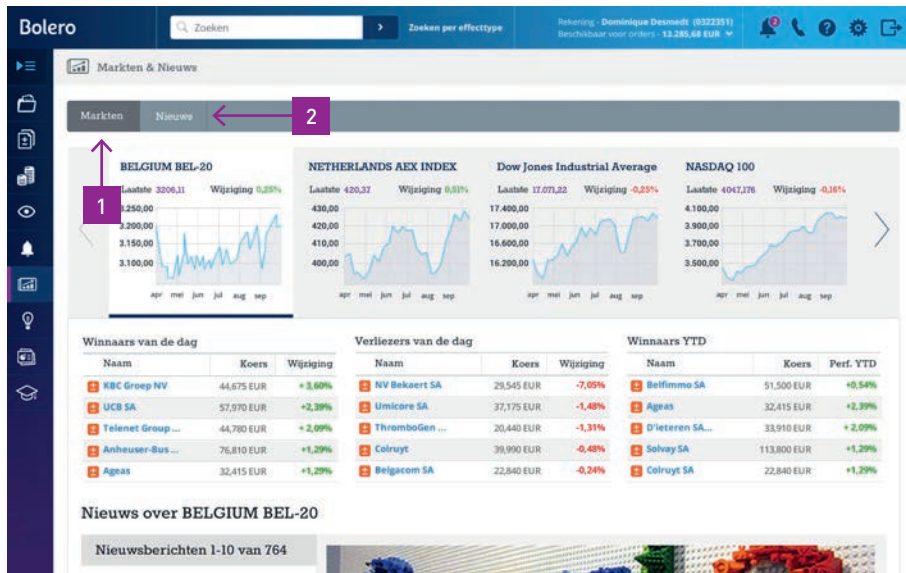 Bolero
Zoeken
Zoeken per effecttype
Rekening - Dominique Desmedt (0322351)
Beschikbaar voor orders - 13.285,68 EUR
2
Markten & Nieuws
Markten
Nieuws
2
1
BELGIUM BEL-20
Laatste 3206,11 Wijziging 0,25%
3.250,00
3.200,00
3.150,00
3.100,00
apr mei jun jul aug sep
NETHERLANDS AEX INDEX
Laatste 420,37 Wijziging 0,51%
430,00
420,00
410,00
400,00
apr mei jun jul aug sep
Dow Jones Industrial Average
Laatste 17.071,22 Wijziging -0,25%
17.400,00
17.000,00
16.600,00
16.200,00
apr mei jun jul aug sep
NASDAQ 100
Laatste 4047,176 Wijziging -0,16%
4.100,00
3.900,00
3.700,00
3.500,00
apr mei jun jul aug sep
Winnaars van de dag
Naam Koers Wijziging
KBC Groep NV 44,675 EUR + 3,60%
UCB SA 57,970 EUR +2,39%
Telenet Group ... 44,780 EUR + 2,09%
Anheuser-Bus ... 76,810 EUR +1,29%
Ageas 32,415 EUR +1,29%
Verliezers van de dag
Naam Koers Wijziging
NV Bekaert SA 29,545 EUR -7,05%
Umicore SA 37,175 EUR -1,48%
ThromboGen ... 20,440 EUR -1,31%
Colruyt 39,990 EUR -0,48%
Belgacom SA 22,840 EUR -0,24%
Winnaars YTD
Naam Koers Perf. YTD
Belfimmo SA 51,500 EUR +0,54%
Ageas 32,415 EUR +2,39%
D'ieteren SA... 33,910 EUR + 2,09%
Solvay SA 113,800 EUR +1,29%
Colruyt SA 22,840 EUR +1,29%
Nieuws over BELGIUM BEL-20
Nieuwsberichten 1-10 van 764